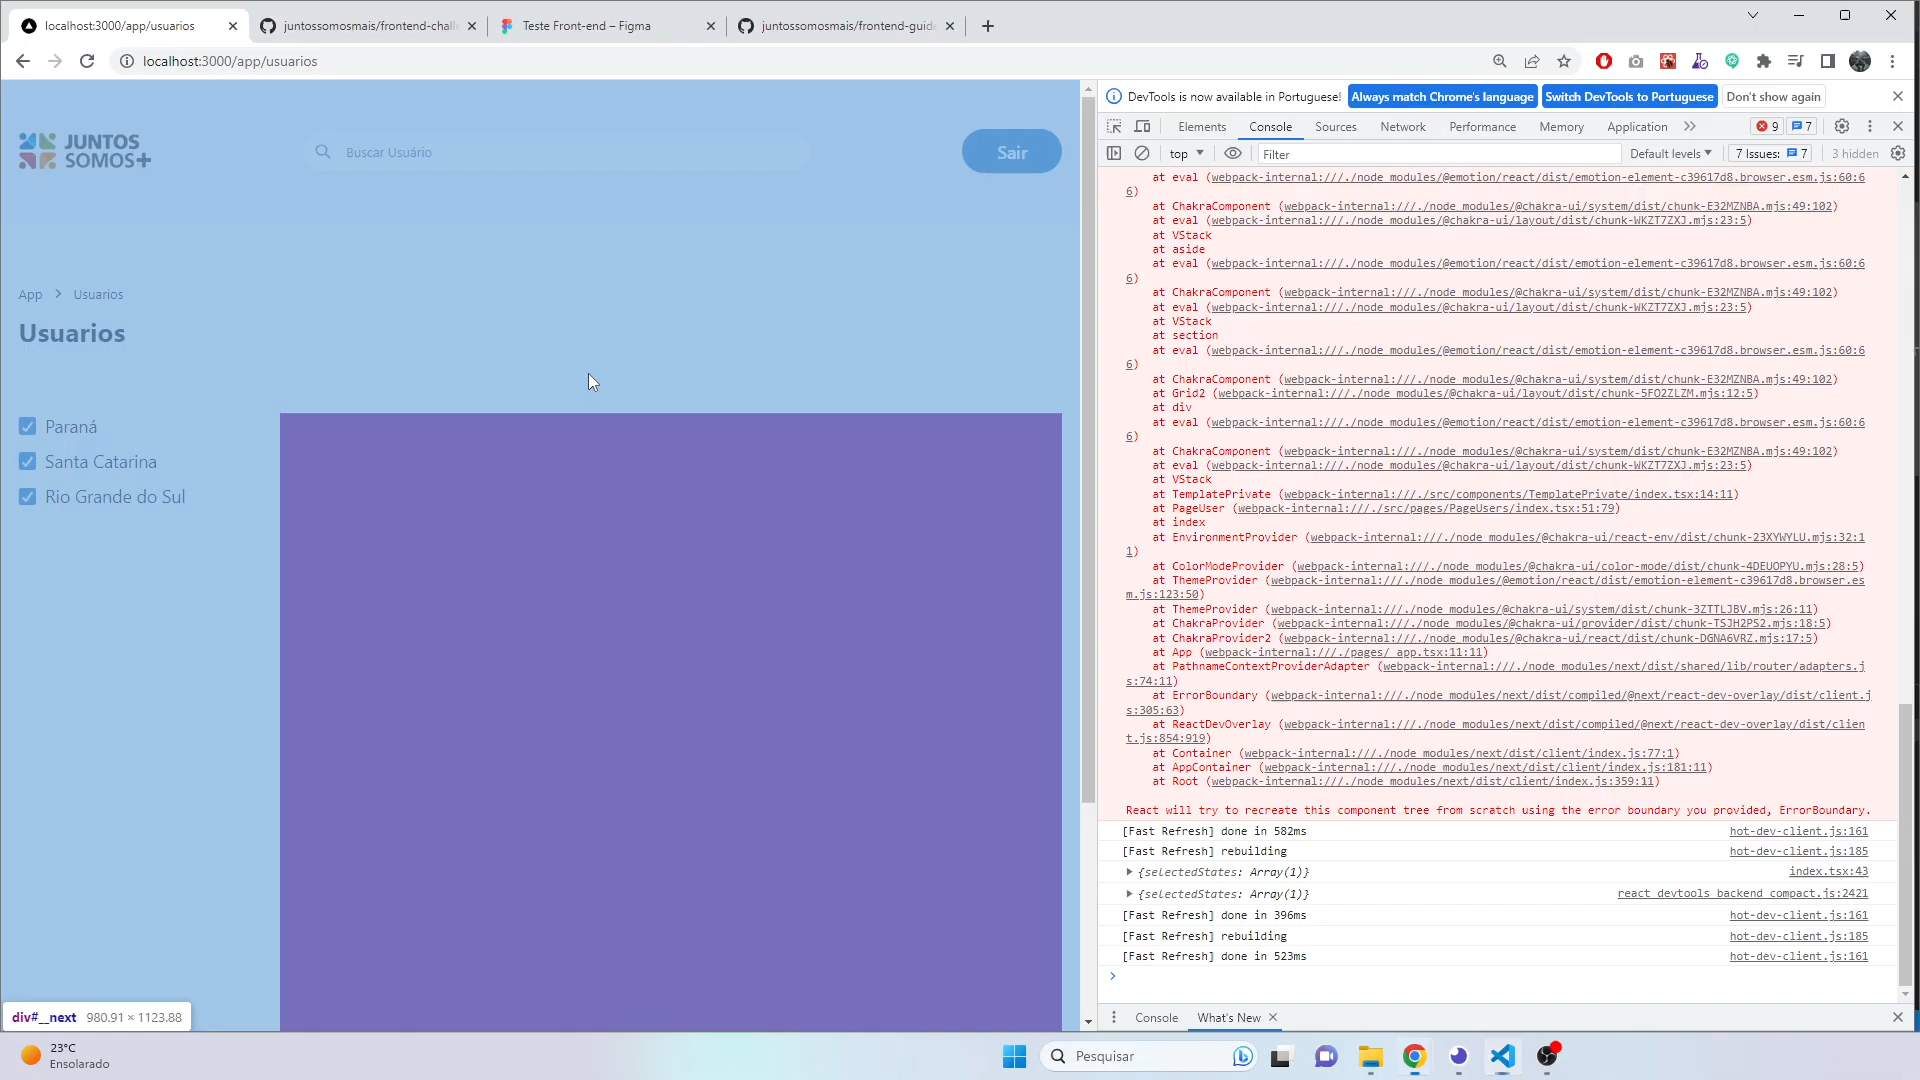 localhost:3000/app/usuarios
juntossomosmais/frontend-challe
Teste Front-end – Figma
juntossomosmais/frontend-guide
localhost:3000/app/usuarios
JUNTOS
SOMOS+
Buscar Usuário
Sair
App > Usuarios
Usuarios
Paraná
Santa Catarina
Rio Grande do Sul
div#__next 980.91 × 1123.88
DevTools is now available in Portuguese!
Always match Chrome's language
Switch DevTools to Portuguese
Don't show again
Elements Console Sources Network Performance Memory Application 9 7
top Filter Default levels 7 Issues: 7 3 hidden
at eval (webpack-internal:///./node_modules/@emotion/react/dist/emotion-element-c39617d8.browser.esm.js:60:6
6)
at ChakraComponent (webpack-internal:///./node_modules/@chakra-ui/system/dist/chunk-E32MZNBA.mjs:49:102)
at eval (webpack-internal:///./node_modules/@chakra-ui/layout/dist/chunk-WKZT7ZXJ.mjs:23:5)
at VStack
at aside
at eval (webpack-internal:///./node_modules/@emotion/react/dist/emotion-element-c39617d8.browser.esm.js:60:6
6)
at ChakraComponent (webpack-internal:///./node_modules/@chakra-ui/system/dist/chunk-E32MZNBA.mjs:49:102)
at eval (webpack-internal:///./node_modules/@chakra-ui/layout/dist/chunk-WKZT7ZXJ.mjs:23:5)
at VStack
at section
at eval (webpack-internal:///./node_modules/@emotion/react/dist/emotion-element-c39617d8.browser.esm.js:60:6
6)
at ChakraComponent (webpack-internal:///./node_modules/@chakra-ui/system/dist/chunk-E32MZNBA.mjs:49:102)
at Grid2 (webpack-internal:///./node_modules/@chakra-ui/layout/dist/chunk-5FO2ZLZM.mjs:12:5)
at div
at eval (webpack-internal:///./node_modules/@emotion/react/dist/emotion-element-c39617d8.browser.esm.js:60:6
6)
at ChakraComponent (webpack-internal:///./node_modules/@chakra-ui/system/dist/chunk-E32MZNBA.mjs:49:102)
at eval (webpack-internal:///./node_modules/@chakra-ui/layout/dist/chunk-WKZT7ZXJ.mjs:23:5)
at VStack
at TemplatePrivate (webpack-internal:///./src/components/TemplatePrivate/index.tsx:14:11)
at PageUser (webpack-internal:///./src/pages/PageUsers/index.tsx:51:79)
at index
at EnvironmentProvider (webpack-internal:///./node_modules/@chakra-ui/react-env/dist/chunk-23XYWYLU.mjs:32:1
1)
at ColorModeProvider (webpack-internal:///./node_modules/@chakra-ui/color-mode/dist/chunk-4DEUOPYU.mjs:28:5)
at ThemeProvider (webpack-internal:///./node_modules/@emotion/react/dist/emotion-element-c39617d8.browser.es
m.js:123:50)
at ThemeProvider (webpack-internal:///./node_modules/@chakra-ui/system/dist/chunk-3ZTTLJBV.mjs:26:11)
at ChakraProvider (webpack-internal:///./node_modules/@chakra-ui/provider/dist/chunk-TSJH2PS2.mjs:18:5)
at ChakraProvider2 (webpack-internal:///./node_modules/@chakra-ui/react/dist/chunk-DGNA6VRZ.mjs:17:5)
at App (webpack-internal:///./pages/_app.tsx:11:11)
at PathnameContextProviderAdapter (webpack-internal:///./node_modules/next/dist/shared/lib/router/adapters.j
s:74:11)
at ErrorBoundary (webpack-internal:///./node_modules/next/dist/compiled/@next/react-dev-overlay/dist/client.j
s:305:63)
at ReactDevOverlay (webpack-internal:///./node_modules/next/dist/compiled/@next/react-dev-overlay/dist/clien
t.js:854:919)
at Container (webpack-internal:///./node_modules/next/dist/client/index.js:77:1)
at AppContainer (webpack-internal:///./node_modules/next/dist/client/index.js:181:11)
at Root (webpack-internal:///./node_modules/next/dist/client/index.js:359:11)
React will try to recreate this component tree from scratch using the error boundary you provided, ErrorBoundary.
[Fast Refresh] done in 582ms hot-dev-client.js:161
[Fast Refresh] rebuilding hot-dev-client.js:185
{selectedStates: Array(1)} index.tsx:43
{selectedStates: Array(1)} react_devtools_backend_compact.js:2421
[Fast Refresh] done in 396ms hot-dev-client.js:161
[Fast Refresh] rebuilding hot-dev-client.js:185
[Fast Refresh] done in 523ms hot-dev-client.js:161
Console What's New
23°C
Ensolarado
Pesquisar